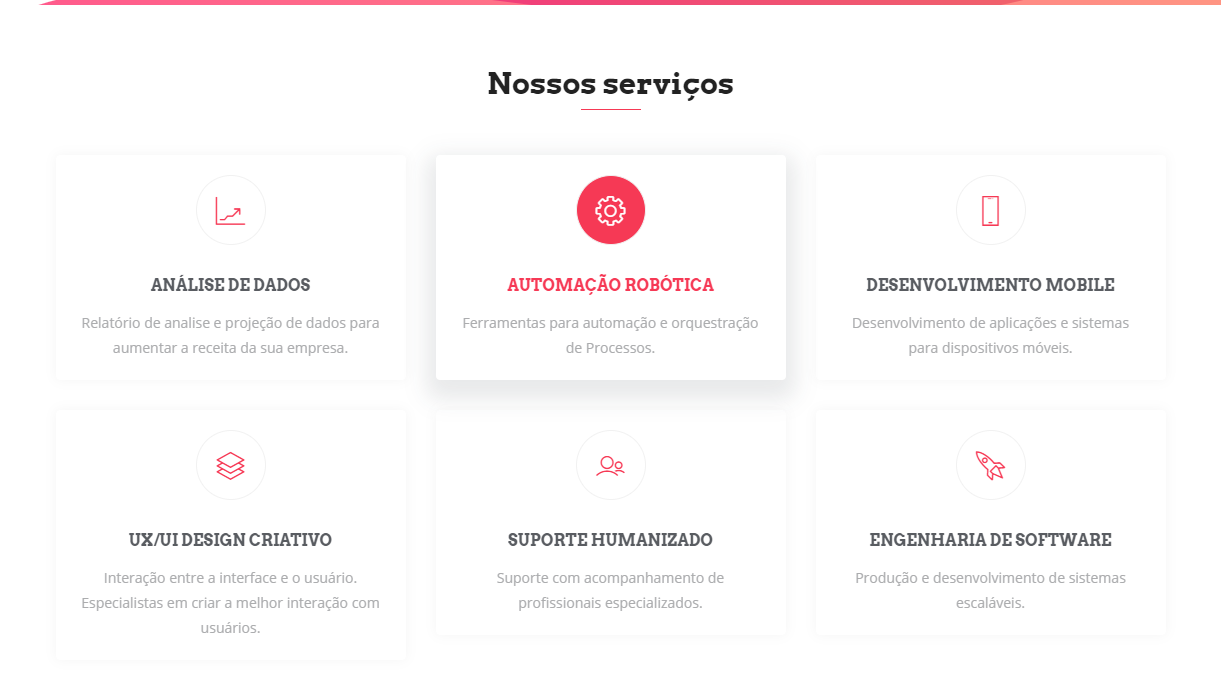 Nossos serviços
ANÁLISE DE DADOS
Relatório de analise e projeção de dados para
aumentar a receita da sua empresa.
AUTOMAÇÃO ROBÓTICA
Ferramentas para automação e orquestração
de Processos.
DESENVOLVIMENTO MOBILE
Desenvolvimento de aplicações e sistemas
para dispositivos móveis.
UX/UI DESIGN CRIATIVO
Interação entre a interface e o usuário.
Especialistas em criar a melhor interação com
usuários.
SUPORTE HUMANIZADO
Suporte com acompanhamento de
profissionais especializados.
ENGENHARIA DE SOFTWARE
Produção e desenvolvimento de sistemas
escaláveis.